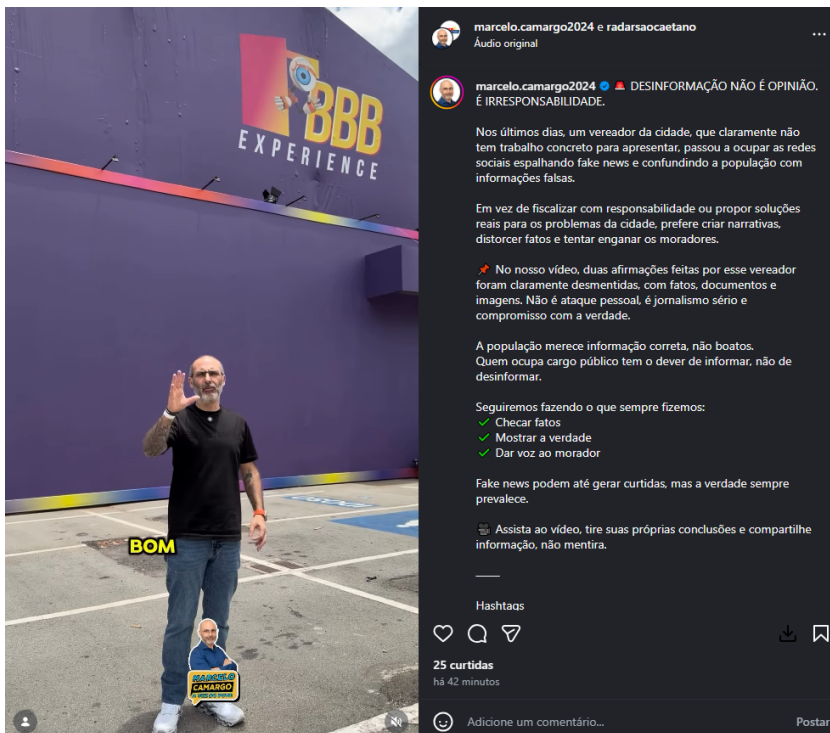 BBB
EXPERIENCE
BOM
MARCELO
CAMARGO
marcelo.camargo2024 e radarsaocaetano
Áudio original
marcelo.camargo2024 🚨 DESINFORMAÇÃO NÃO É OPINIÃO.
É IRRESPONSABILIDADE.
Nos últimos dias, um vereador da cidade, que claramente não
tem trabalho concreto para apresentar, passou a ocupar as redes
sociais espalhando fake news e confundindo a população com
informações falsas.
Em vez de fiscalizar com responsabilidade ou propor soluções
reais para os problemas da cidade, prefere criar narrativas,
distorcer fatos e tentar enganar os moradores.
📌 No nosso vídeo, duas afirmações feitas por esse vereador
foram claramente desmentidas, com fatos, documentos e
imagens. Não é ataque pessoal, é jornalismo sério e
compromisso com a verdade.
A população merece informação correta, não boatos.
Quem ocupa cargo público tem o dever de informar, não de
desinformar.
Seguiremos fazendo o que sempre fizemos:
✔ Checar fatos
✔ Mostrar a verdade
✔ Dar voz ao morador
Fake news podem até gerar curtidas, mas a verdade sempre
prevalece.
🎥 Assista ao vídeo, tire suas próprias conclusões e compartilhe
informação, não mentira.
⸻
Hashtags
25 curtidas
há 42 minutos
Adicione um comentário...
Postar